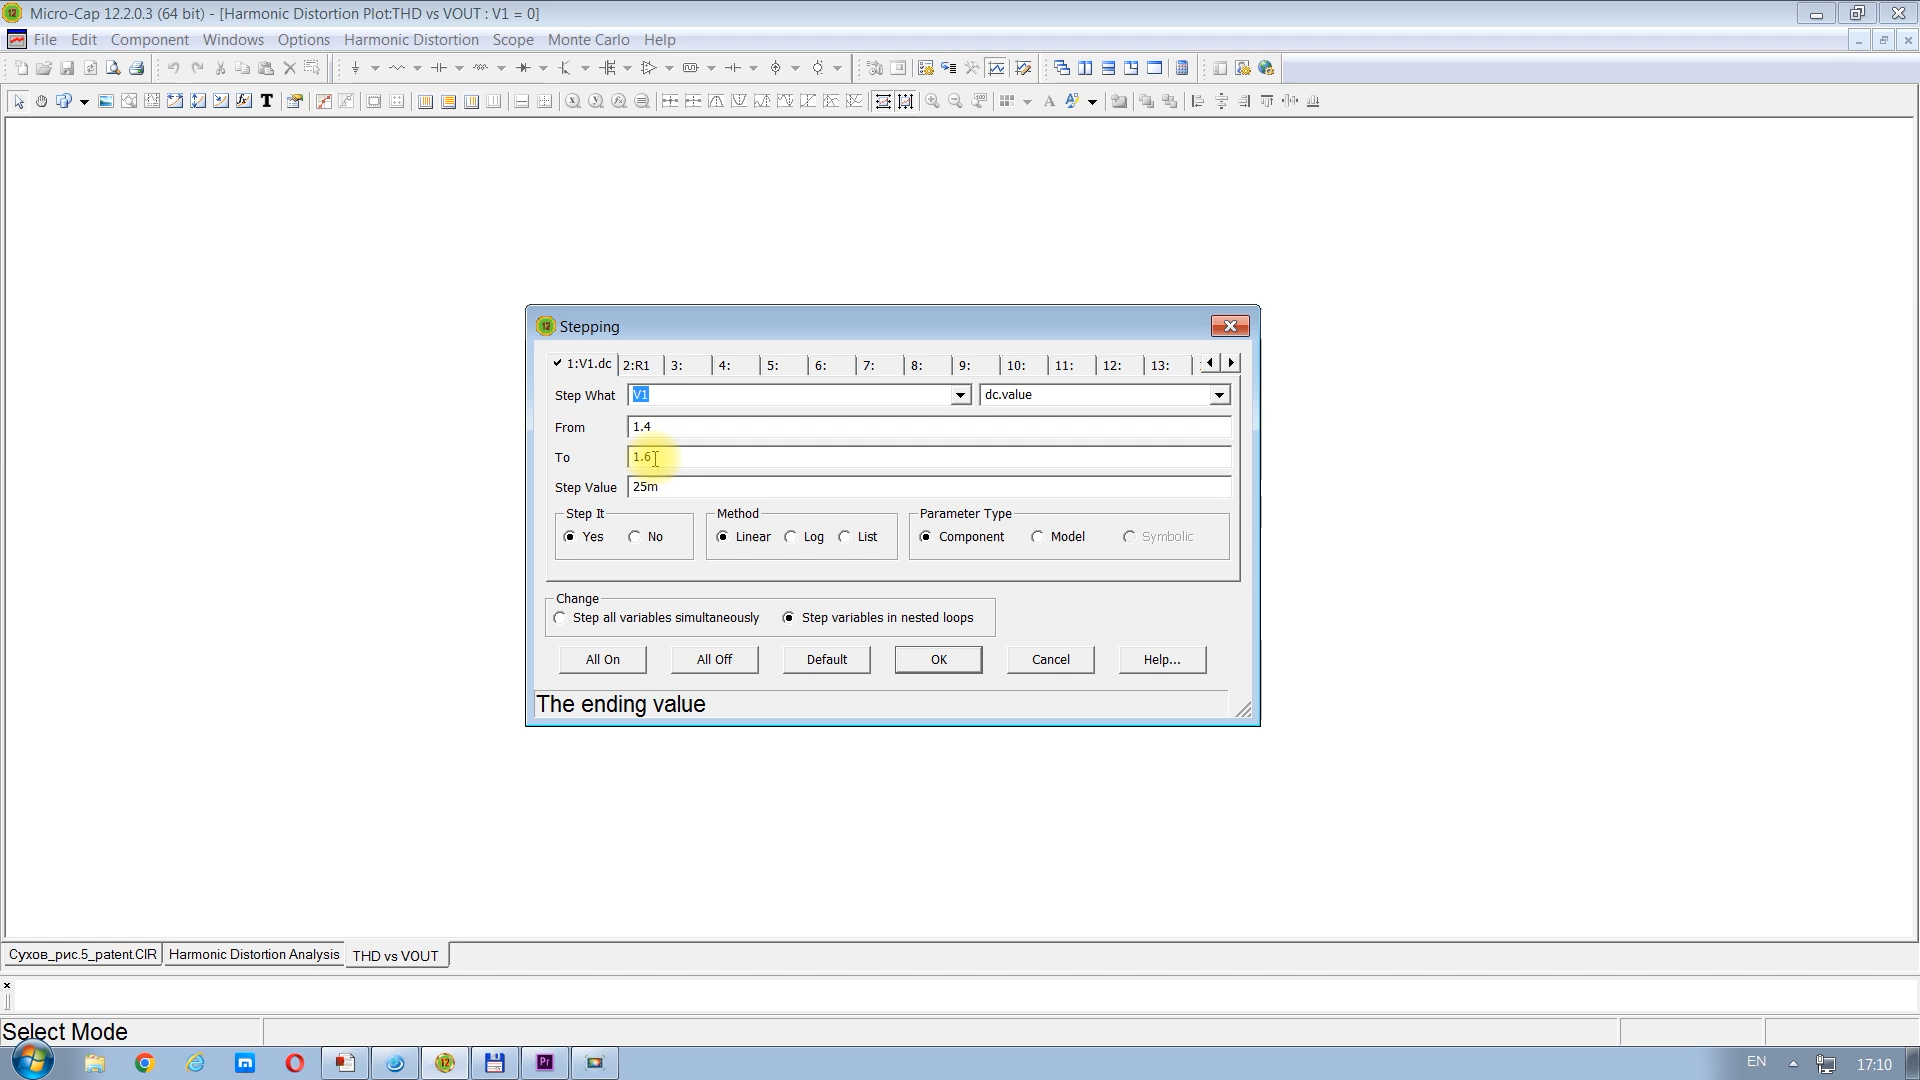 Micro-Cap 12.2.0.3 (64 bit) - [Harmonic Distortion Plot:THD vs VOUT : V1 = 0]
File Edit Component Windows Options Harmonic Distortion Scope Monte Carlo Help
12 Stepping
1:V1.dc 2:R1 3: 4: 5: 6: 7: 8: 9: 10: 11: 12: 13:
Step What V1 dc.value
From 1.4
To 1.6
Step Value 25m
Step It Method Parameter Type
Yes No Linear Log List Component Model Symbolic
Change
Step all variables simultaneously Step variables in nested loops
All On All Off Default OK Cancel Help...
The ending value
Сухов_рис.5_patent.CIR Harmonic Distortion Analysis THD vs VOUT
Select Mode
EN 17:10